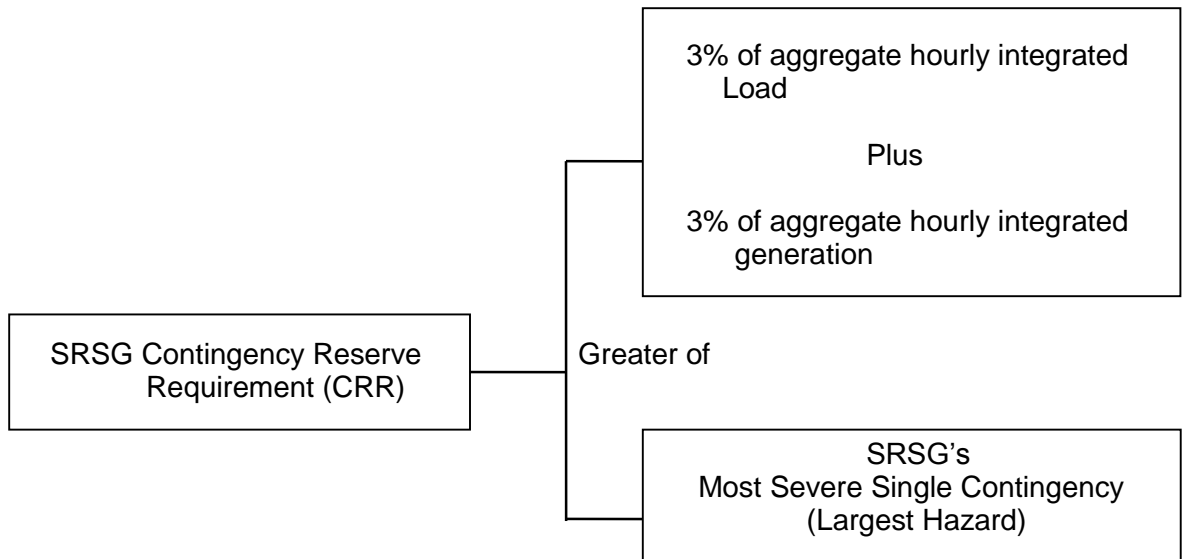 3% of aggregate hourly integrated
Load
Plus
3% of aggregate hourly integrated
generation
SRSG Contingency Reserve
Requirement (CRR)
Greater of
SRSG’s
Most Severe Single Contingency
(Largest Hazard)